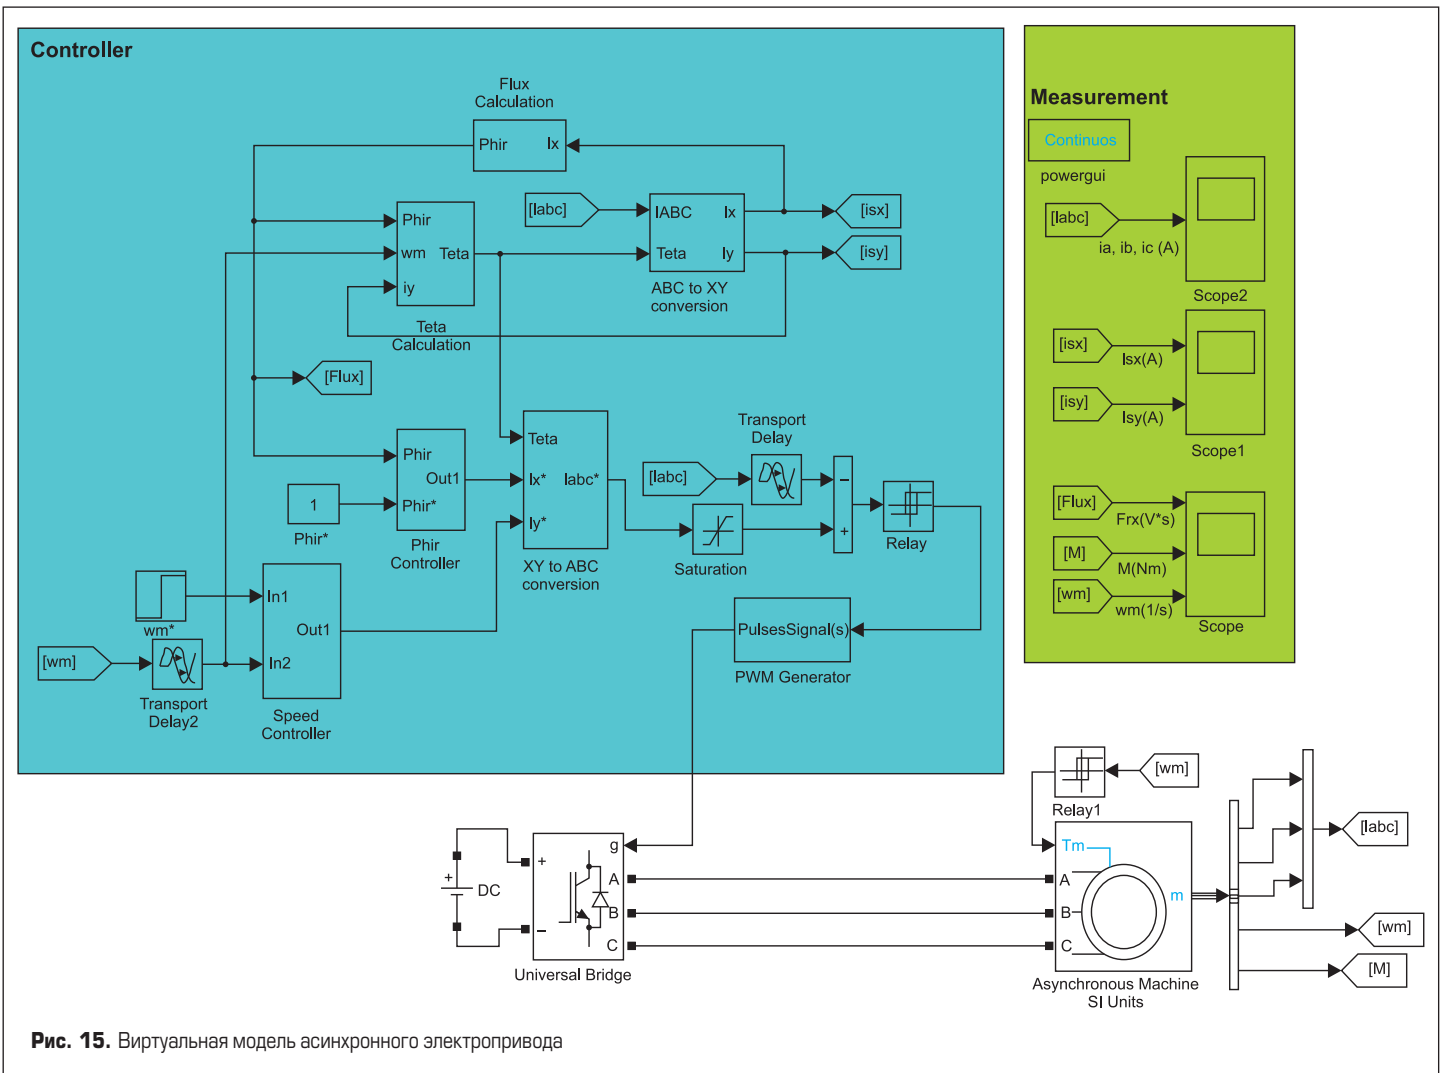 Controller
Flux
Calculation
Phir Ix
[Iabc]
IABC Ix
Teta Iy
ABC to XY
conversion
[isx]
[isy]
Phir
wm Teta
iy
Teta
Calculation
[Flux]
Phir
Out1
Phir*
Phir
Controller
1
Phir*
Teta
Ix* Iabc*
Iy*
XY to ABC
conversion
Transport
Delay
[Iabc]
Saturation
−
+
Relay
wm*
[wm]
Transport
Delay2
In1
Out1
In2
Speed
Controller
PulsesSignal(s)
PWM Generator
Measurement
Continuos
powergui
[Iabc]
ia, ib, ic (A)
Scope2
[isx]
Isx(A)
[isy]
Isy(A)
Scope1
[Flux]
Frx(V*s)
[M]
M(Nm)
[wm]
wm(1/s)
Scope
+
DC
+
−
g
A
B
C
Universal Bridge
Relay1
[wm]
Tm
A
B
C
m
Asynchronous Machine
SI Units
[Iabc]
[wm]
[M]
Рис. 15. Виртуальная модель асинхронного электропривода